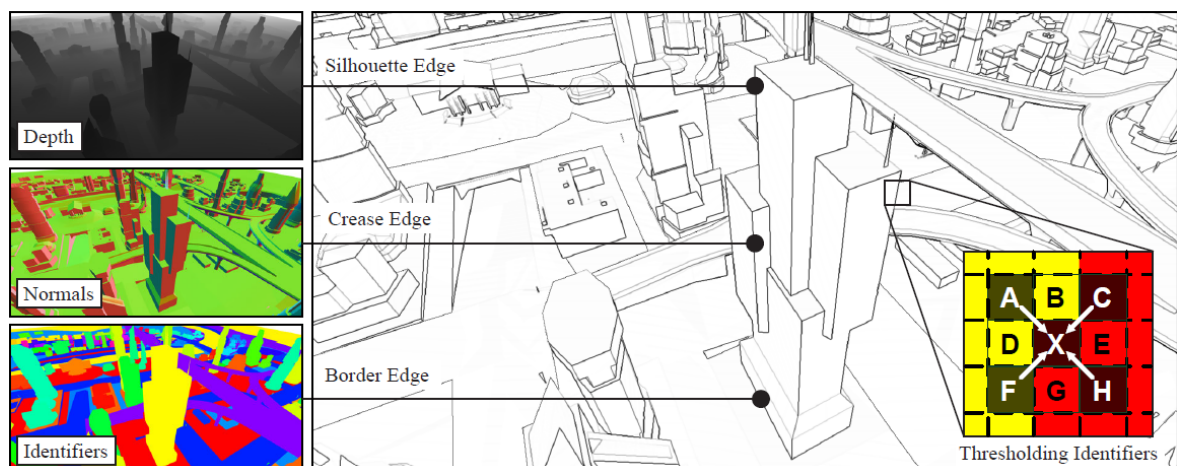 Depth
Normals
Identifiers
Silhouette Edge
Crease Edge
Border Edge
A B C
D X E
F G H
Thresholding Identifiers